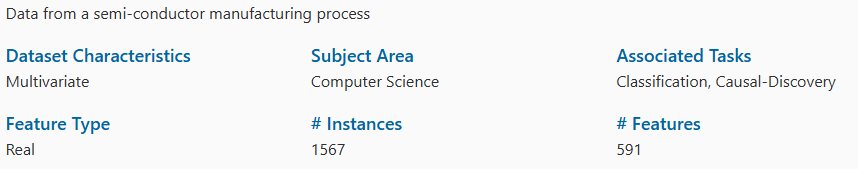 Data from a semi-conductor manufacturing process
Dataset Characteristics Subject Area Associated Tasks
Multivariate Computer Science Classification, Causal-Discovery
Feature Type # Instances # Features
Real 1567 591